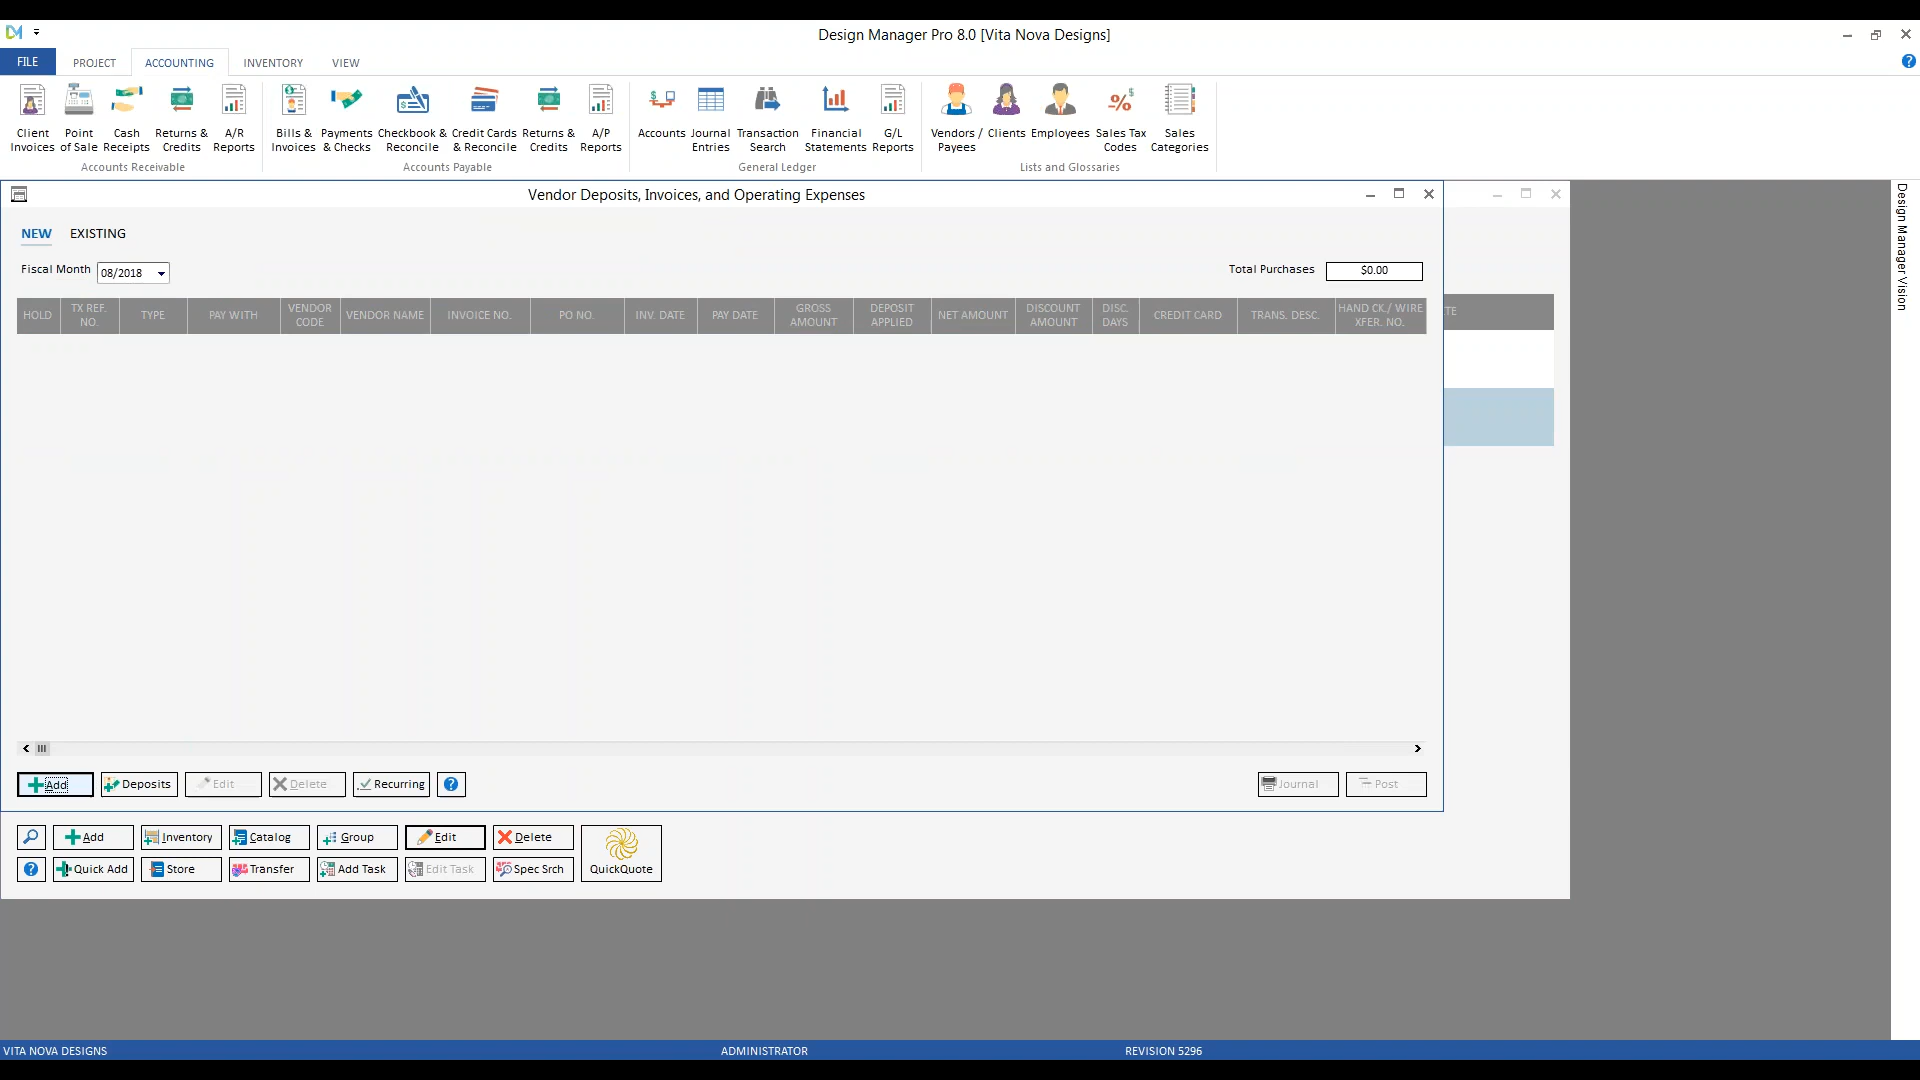 Design Manager Pro 8.0 [Vita Nova Designs]
FILE PROJECT ACCOUNTING INVENTORY VIEW
Client Invoices
Point of Sale
Cash Receipts
Returns & Credits
A/R Reports
Accounts Receivable
Bills & Invoices
Payments & Checks
Checkbook & Reconcile
Credit Cards & Reconcile
Returns & Credits
A/P Reports
Accounts Payable
Accounts
Journal Entries
Transaction Search
Financial Statements
G/L Reports
General Ledger
Vendors / Payees
Clients
Employees
Sales Tax Codes
Sales Categories
Lists and Glossaries
Vendor Deposits, Invoices, and Operating Expenses
Design Manager Vision
NEW EXISTING
Fiscal Month 08/2018
Total Purchases $0.00
HOLD
TX REF. NO.
TYPE
PAY WITH
VENDOR CODE
VENDOR NAME
INVOICE NO.
PO NO.
INV. DATE
PAY DATE
GROSS AMOUNT
DEPOSIT APPLIED
NET AMOUNT
DISCOUNT AMOUNT
DISC. DAYS
CREDIT CARD
TRANS. DESC.
HAND CK./ WIRE XFER. NO.
TE
Add Deposits Edit Delete Recurring Journal Post
Add Inventory Catalog Group Edit Delete
Quick Add Store Transfer Add Task Edit Task Spec Srch QuickQuote
VITA NOVA DESIGNS ADMINISTRATOR REVISION 5296